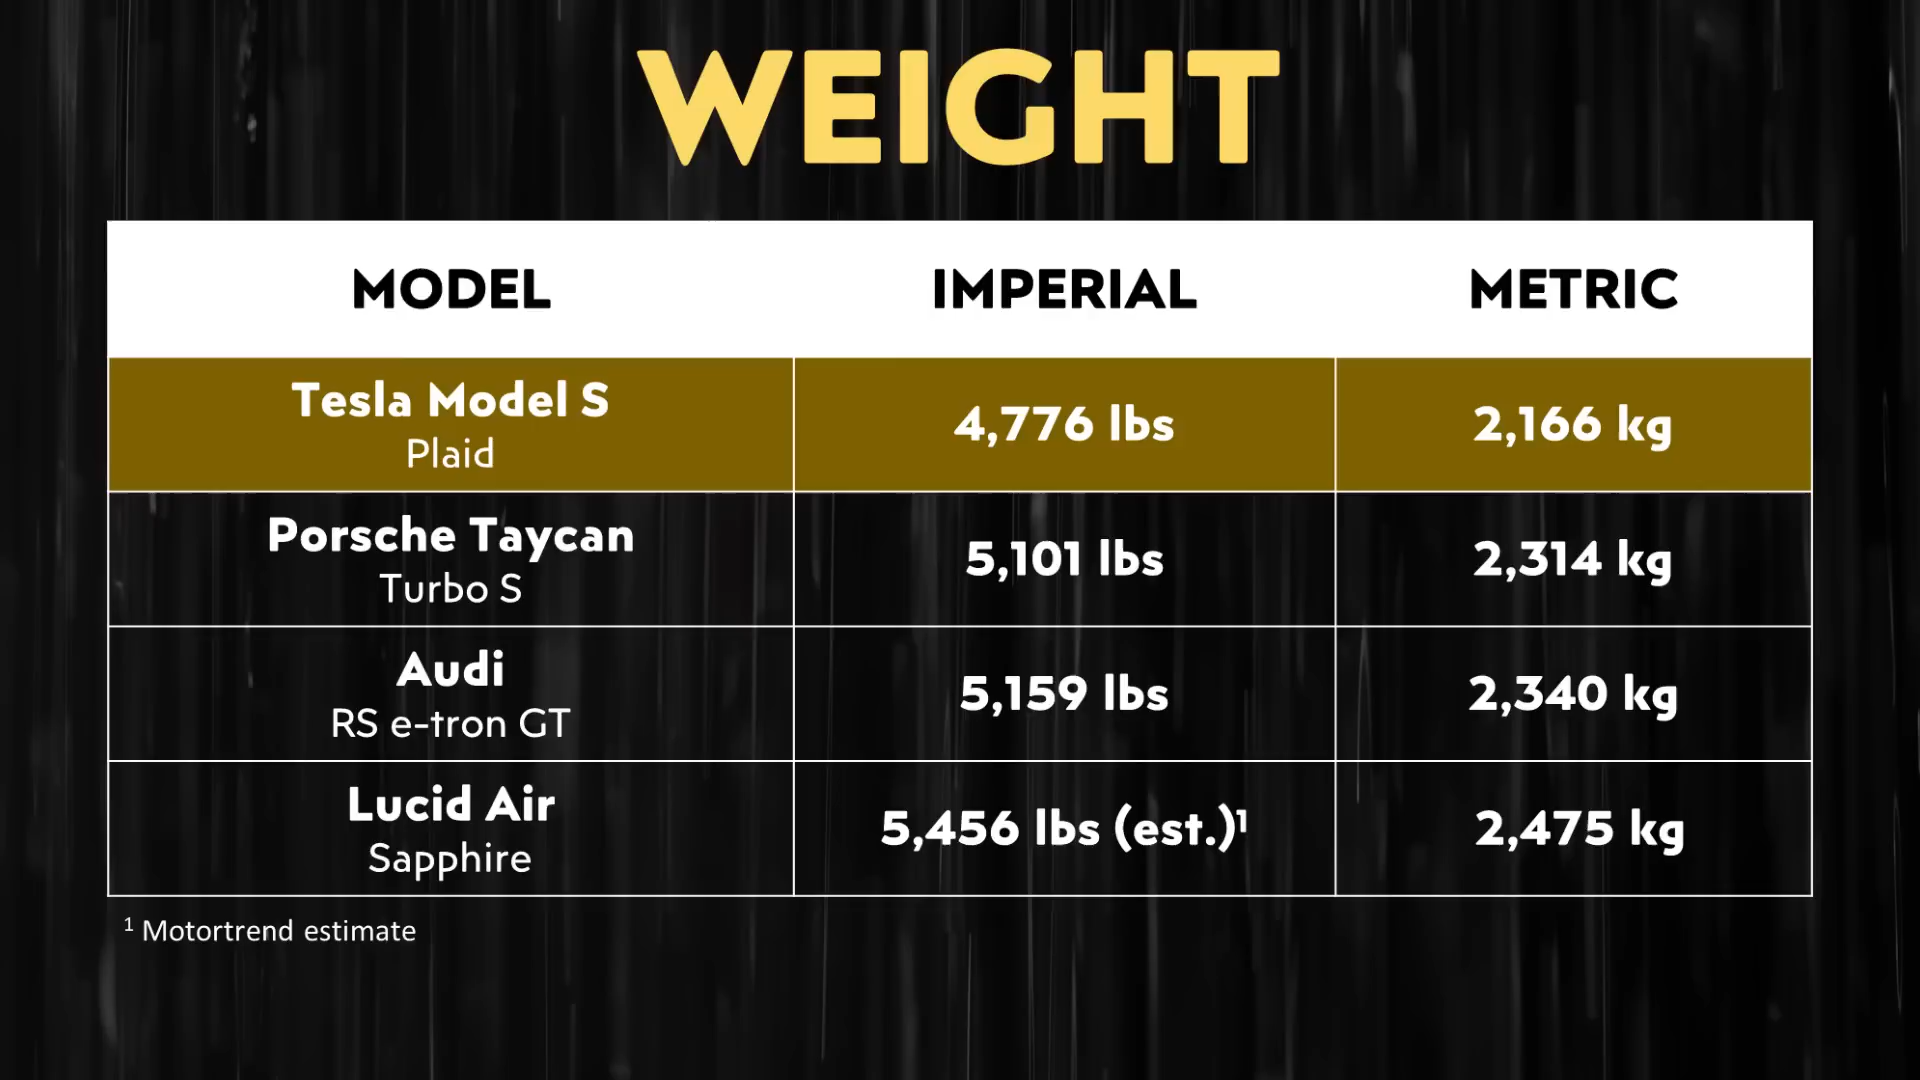 WEIGHT
MODEL IMPERIAL METRIC
Tesla Model S
Plaid
4,776 lbs 2,166 kg
Porsche Taycan
Turbo S
5,101 lbs 2,314 kg
Audi
RS e-tron GT
5,159 lbs 2,340 kg
Lucid Air
Sapphire
5,456 lbs (est.)¹ 2,475 kg
¹ Motortrend estimate